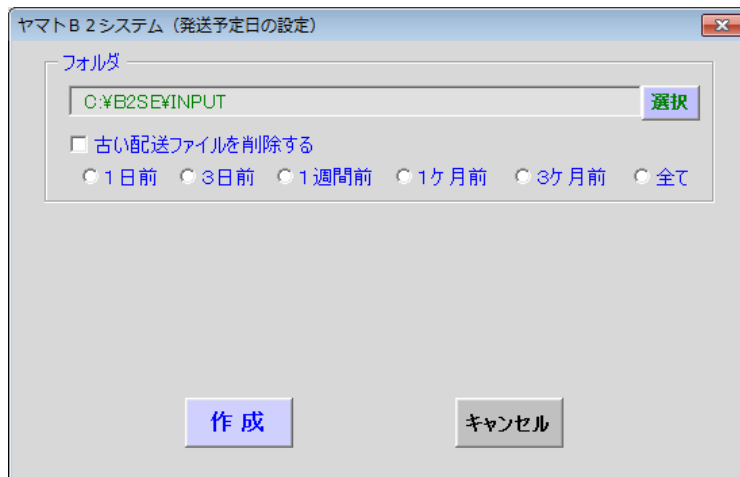 ヤマトＢ２システム（発送予定日の設定）
フォルダ
C:¥B2SE¥INPUT 選択
古い配送ファイルを削除する
１日前 ３日前 １週間前 １ケ月前 ３ケ月前 全て
作 成 キャンセル